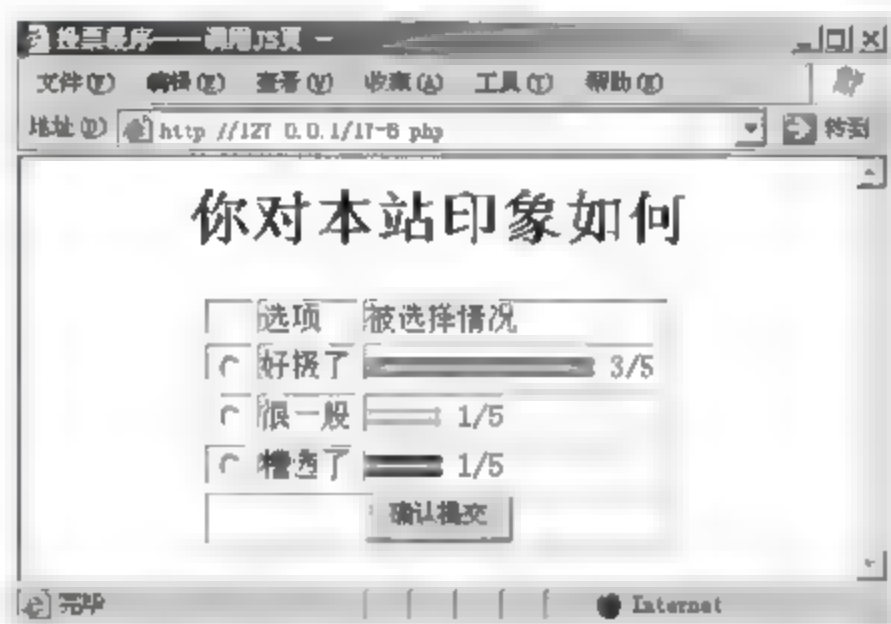 投票程序——调用JS页 -
文件(F) 编辑(E) 查看(V) 收藏(A) 工具(T) 帮助(H)
地址(D) http //127 0.0.1/17-6 php 转到
你对本站印象如何
选项 被选择情况
好极了 3/5
很一般 1/5
糟透了 1/5
确认提交
完毕 Internet